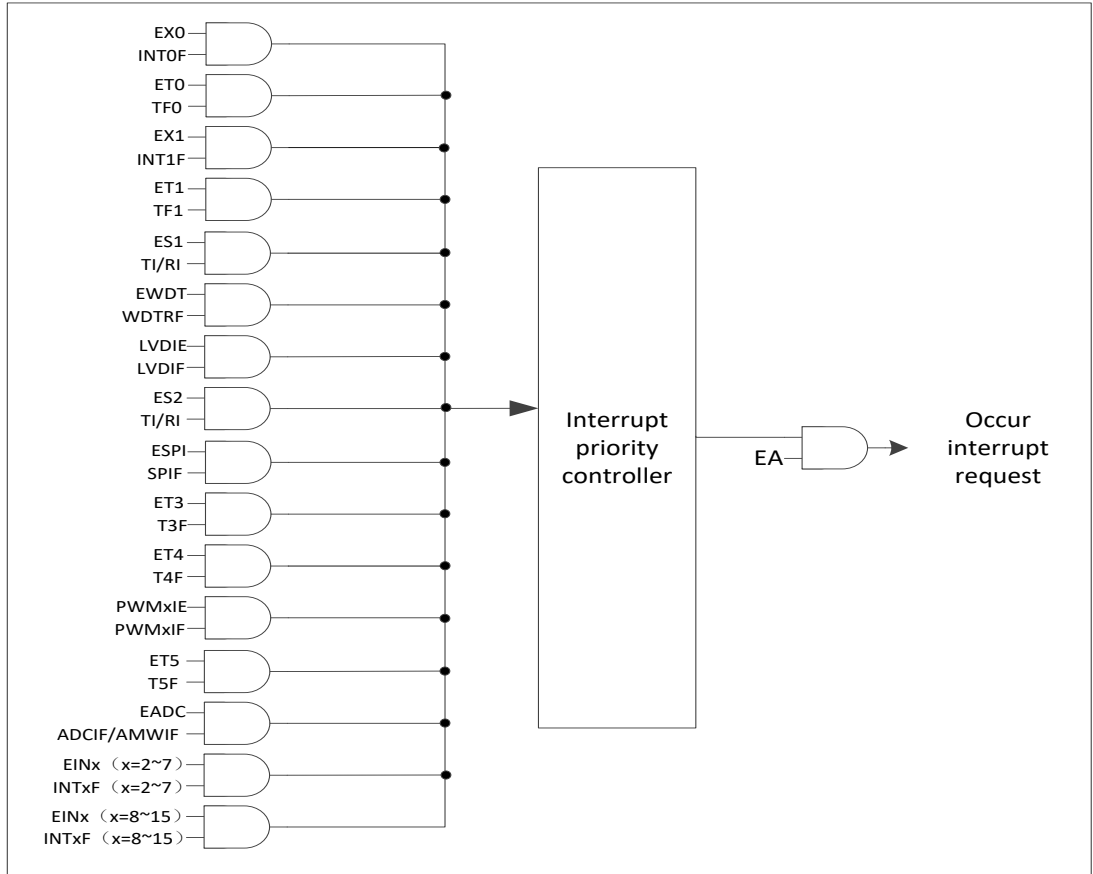 EX0
INT0F
ET0
TF0
EX1
INT1F
ET1
TF1
ES1
TI/RI
EWDT
WDTRF
LVDIE
LVDIF
ES2
TI/RI
ESPI
SPIF
ET3
T3F
ET4
T4F
PWMxIE
PWMxIF
ET5
T5F
EADC
ADCIF/AMWIF
EINx（x=2~7）
INTxF（x=2~7）
EINx（x=8~15）
INTxF（x=8~15）
Interrupt
priority
controller
EA
Occur
interrupt
request